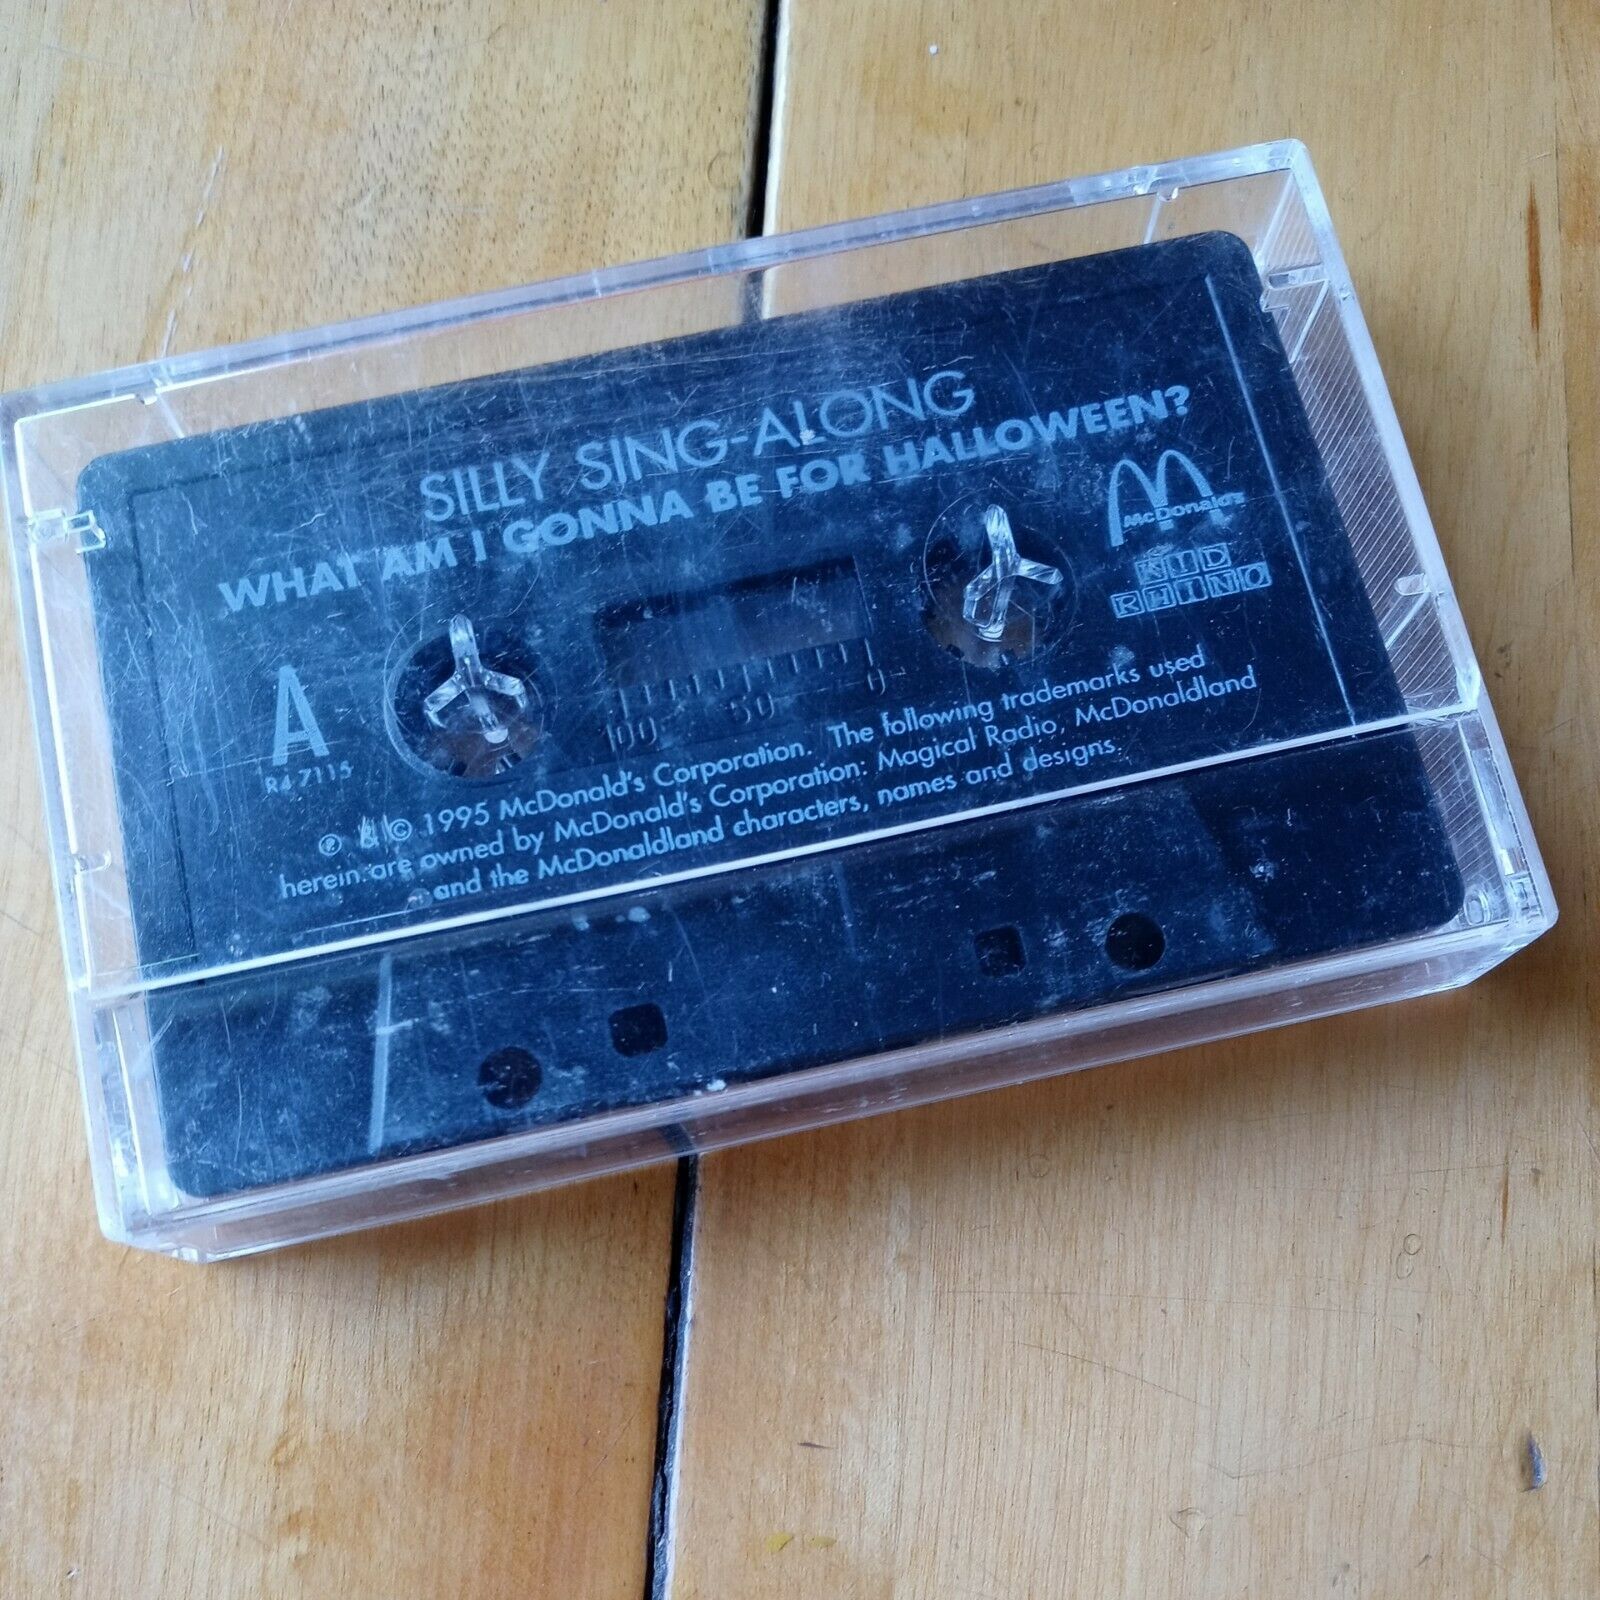 SILLY SING-ALONG
WHAT AM I GONNA BE FOR HALLOWEEN?
McDonald's
KID
RHINO
A
R4 7115
100 50 0
℗ & © 1995 McDonald's Corporation. The following trademarks used
herein are owned by McDonald's Corporation: Magical Radio, McDonaldland
and the McDonaldland characters, names and designs.